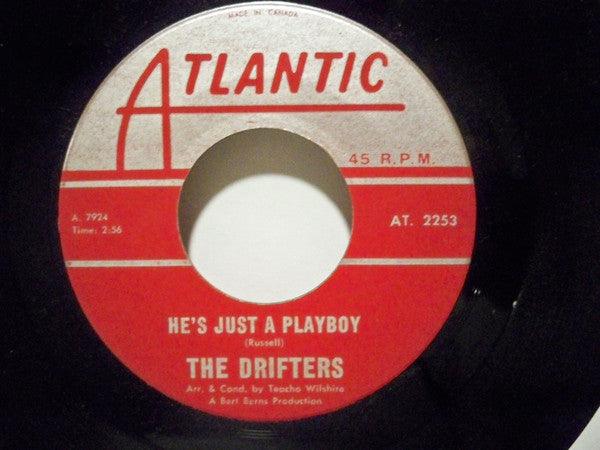 MADE IN CANADA
ATLANTIC
45 R.P.M.
A. 7924
Time: 2:56
AT. 2253
HE'S JUST A PLAYBOY
(Russell)
THE DRIFTERS
Arr. & Cond. by Teacho Wilshire
A Bert Berns Production